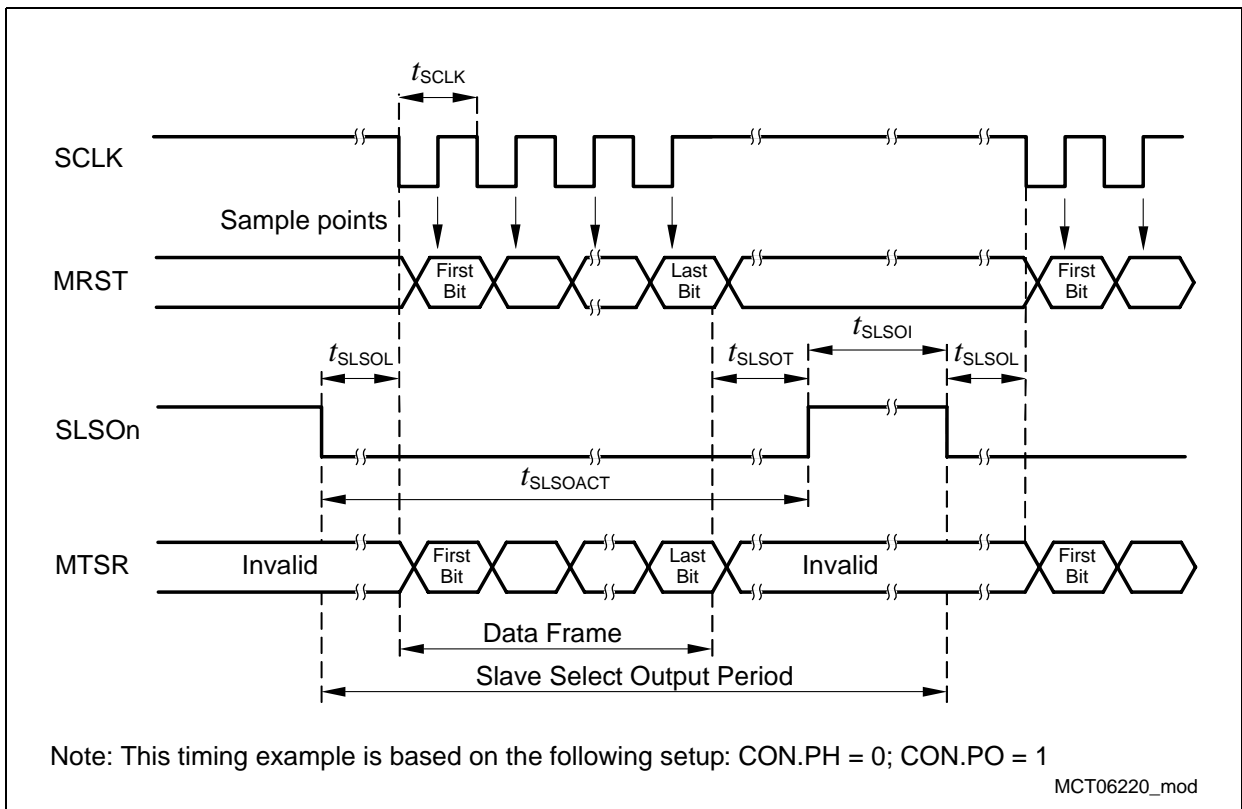 tSCLK
SCLK
Sample points
MRST
First
Bit
Last
Bit
First
Bit
tSLSOL
tSLSOT
tSLSOI
tSLSOL
SLSOn
tSLSOACT
MTSR
Invalid
First
Bit
Last
Bit
Invalid
First
Bit
Data Frame
Slave Select Output Period
Note: This timing example is based on the following setup: CON.PH = 0; CON.PO = 1
MCT06220_mod